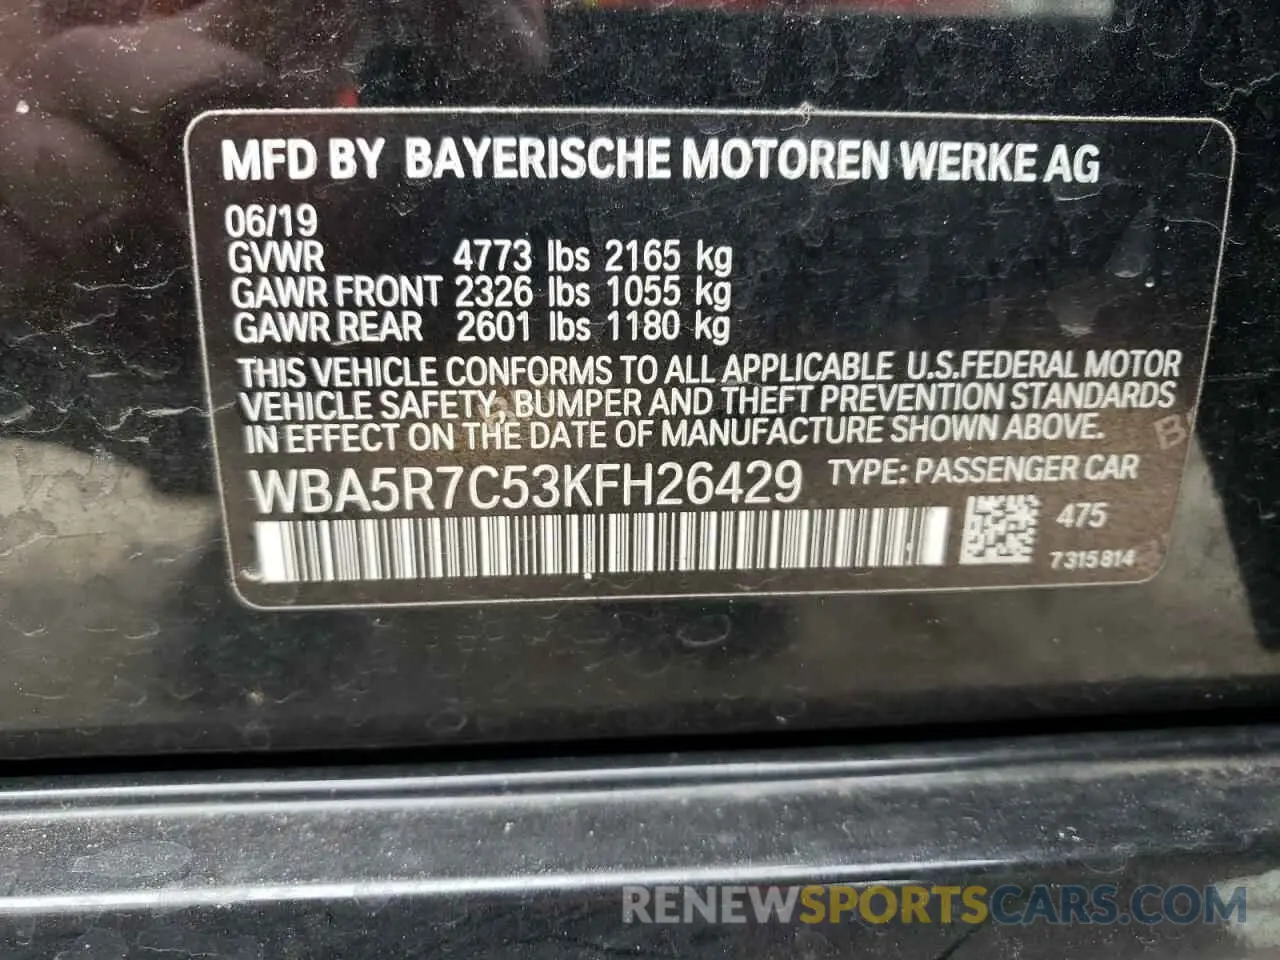 MFD BY BAYERISCHE MOTOREN WERKE AG
06/19
GVWR 4773 lbs 2165 kg
GAWR FRONT 2326 lbs 1055 kg
GAWR REAR 2601 lbs 1180 kg
THIS VEHICLE CONFORMS TO ALL APPLICABLE U.S.FEDERAL MOTOR
VEHICLE SAFETY, BUMPER AND THEFT PREVENTION STANDARDS
IN EFFECT ON THE DATE OF MANUFACTURE SHOWN ABOVE.
WBA5R7C53KFH26429 TYPE: PASSENGER CAR
475
7315814
RENEWSPORTSCARS.COM